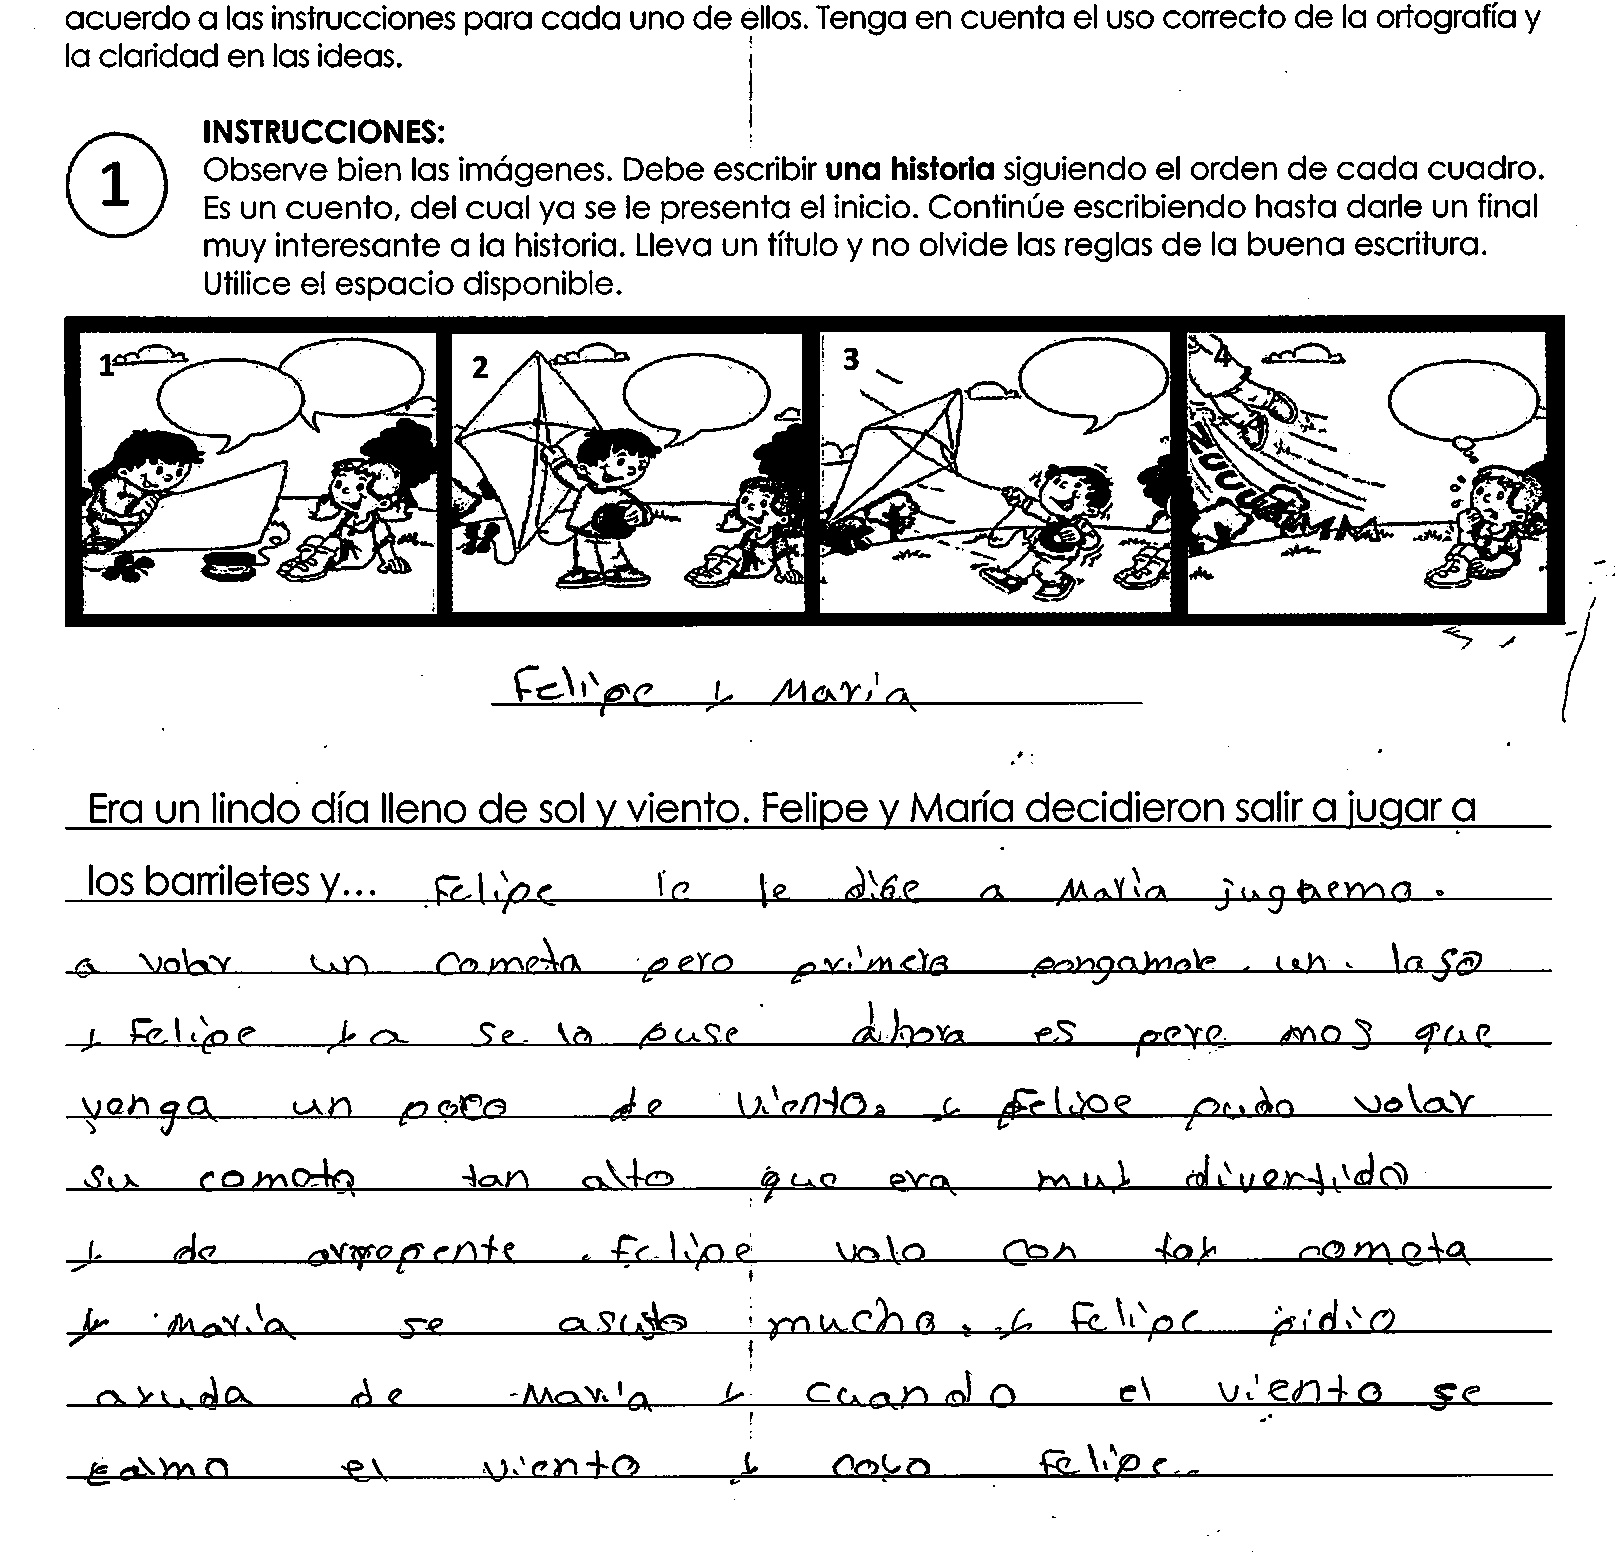 acuerdo a las instrucciones para cada uno de ellos. Tenga en cuenta el uso correcto de la ortografía y
la claridad en las ideas.
INSTRUCCIONES:
1
Observe bien las imágenes. Debe escribir una historia siguiendo el orden de cada cuadro.
Es un cuento, del cual ya se le presenta el inicio. Continúe escribiendo hasta darle un final
muy interesante a la historia. Lleva un título y no olvide las reglas de la buena escritura.
Utilice el espacio disponible.
1 2 3 4
Felipe y María
Era un lindo día lleno de sol y viento. Felipe y María decidieron salir a jugar a
los barriletes y... Felipe le le dice a María
a volar un cometa pero primero pongamole un laso
y Felipe ya se lo puse ahora es pere mos que
venga un poco de viento. y Felipe pudo volar
su cometa tan alto que era muy divertido
y de arrepente Felipe volo con cometa
y María se asusto mucho. y Felipe pidio
ayuda de María y cuando el viento se
calmo el viento y cayo Felipe..